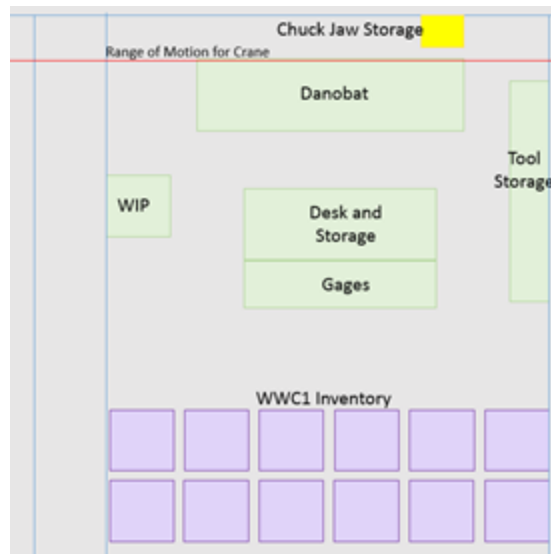 Chuck Jaw Storage
Range of Motion for Crane
Danobat
Tool
Storage
WIP
Desk and
Storage
Gages
WWC1 Inventory